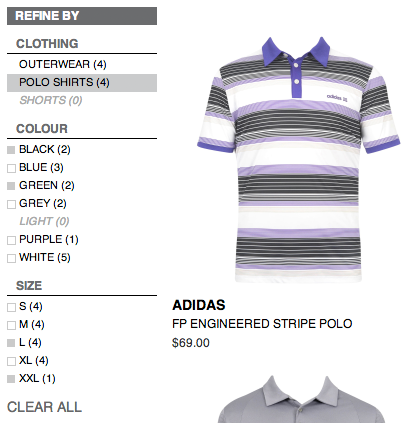 REFINE BY
CLOTHING
OUTERWEAR (4)
POLO SHIRTS (4)
SHORTS (0)
COLOUR
BLACK (2)
BLUE (3)
GREEN (2)
GREY (2)
LIGHT (0)
PURPLE (1)
WHITE (5)
SIZE
S (4)
M (4)
L (4)
XL (4)
XXL (1)
CLEAR ALL
adidas
ADIDAS
FP ENGINEERED STRIPE POLO
$69.00